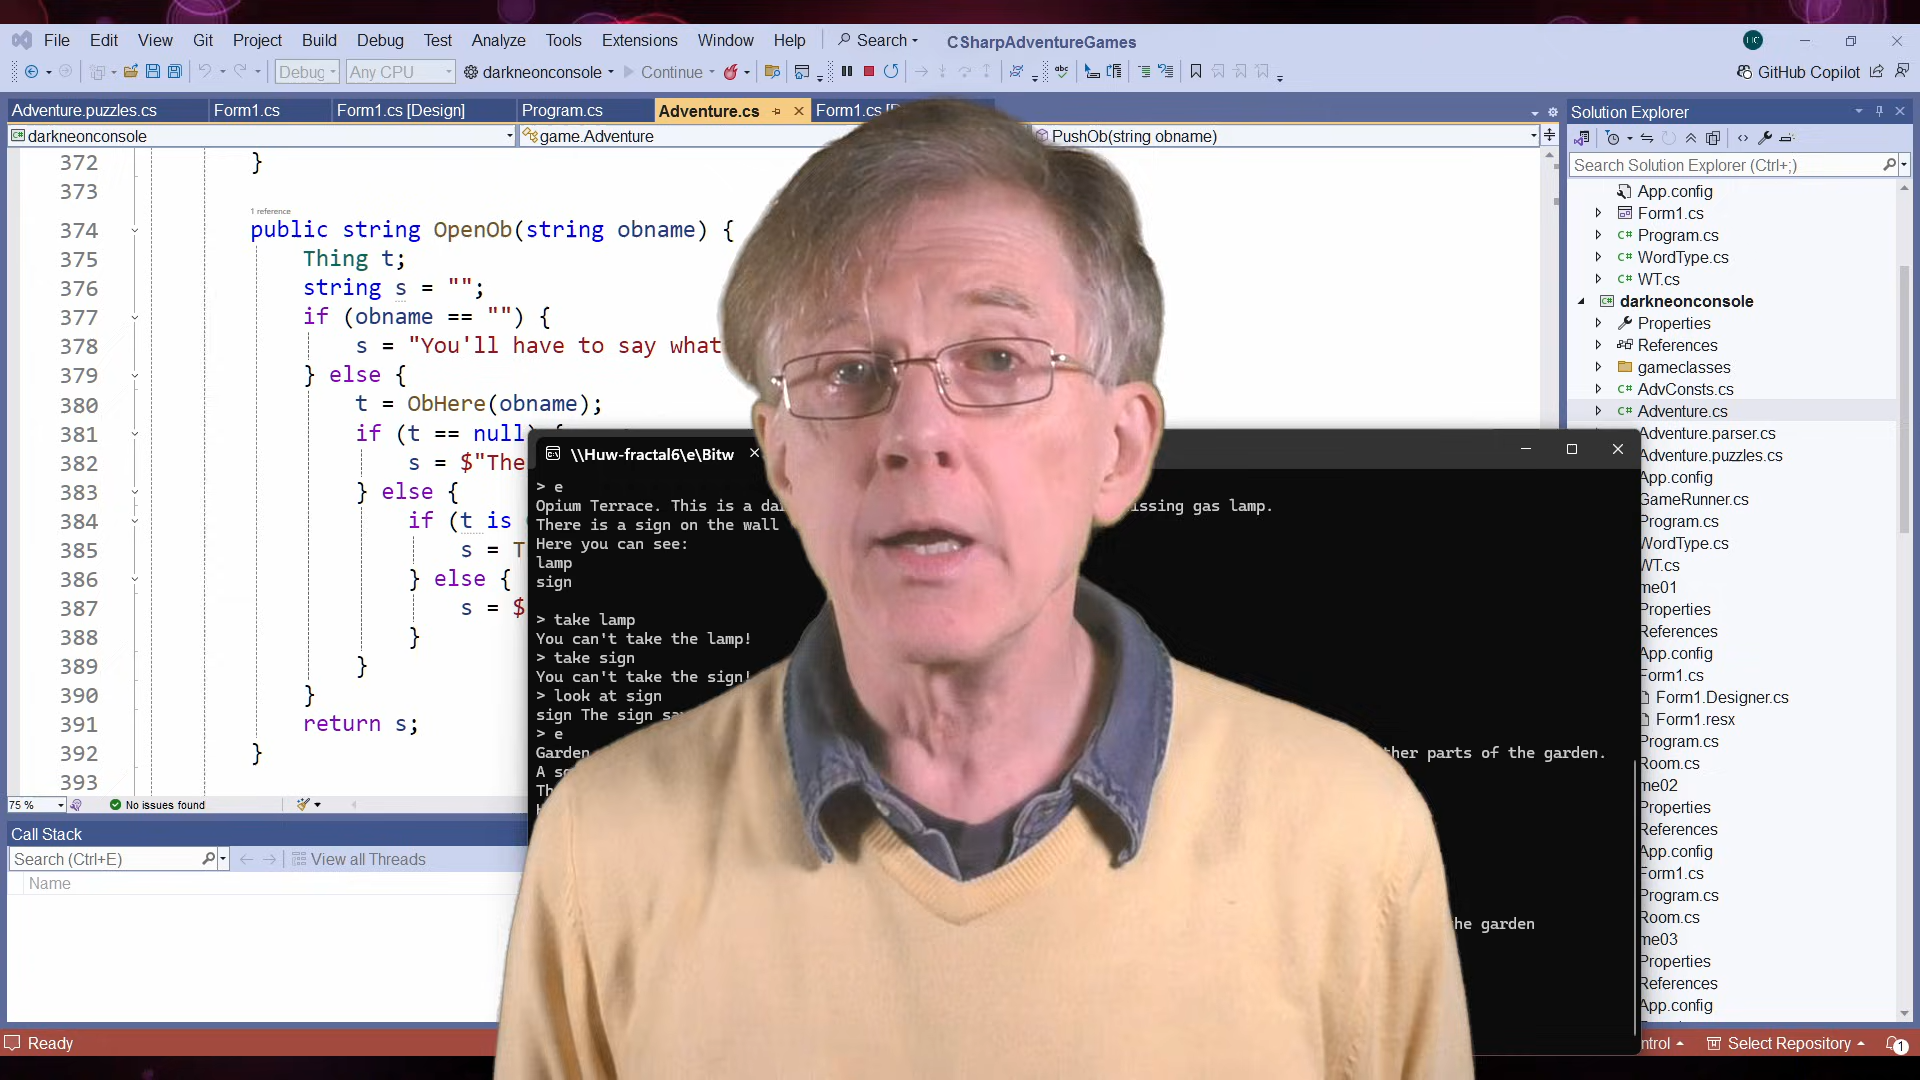 File Edit View Git Project Build Debug Test Analyze Tools Extensions Window Help Search CSharpAdventureGames HC
Debug Any CPU darkneonconsole Continue abc GitHub Copilot
Adventure.puzzles.cs Form1.cs Form1.cs [Design] Program.cs Adventure.cs Form1.cs
darkneonconsole game.Adventure PushOb(string obname)
372 }
373
1 reference
374 public string OpenOb(string obname) {
375 Thing t;
376 string s = "";
377 if (obname == "") {
378 s = "You'll have to say what
379 } else {
380 t = ObHere(obname);
381 if (t == null)
382 s = $"The
383 } else {
384 if (t is
385 s = T
386 } else {
387 s = $
388 }
389 }
390 }
391 return s;
392 }
393
75 % No issues found
Call Stack
Search (Ctrl+E) View all Threads
Name
Ready
\\Huw-fractal6\e\Bitw
> e
Opium Terrace. This is a gas lamp.
There is a sign on the wall
Here you can see:
lamp
sign
> take lamp
You can't take the lamp!
> take sign
You can't take the sign!
> look at sign
sign The sign
> e
Garden parts of the garden.
A
the garden
Solution Explorer
Search Solution Explorer (Ctrl+;)
App.config
Form1.cs
C# Program.cs
C# WordType.cs
C# WT.cs
C# darkneonconsole
Properties
References
gameclasses
C# AdvConsts.cs
C# Adventure.cs
Adventure.parser.cs
Adventure.puzzles.cs
App.config
GameRunner.cs
Program.cs
WordType.cs
WT.cs
me01
Properties
References
App.config
Form1.cs
Form1.Designer.cs
Form1.resx
Program.cs
Room.cs
me02
Properties
References
App.config
Form1.cs
Program.cs
Room.cs
me03
Properties
References
App.config
ntrol Select Repository 1